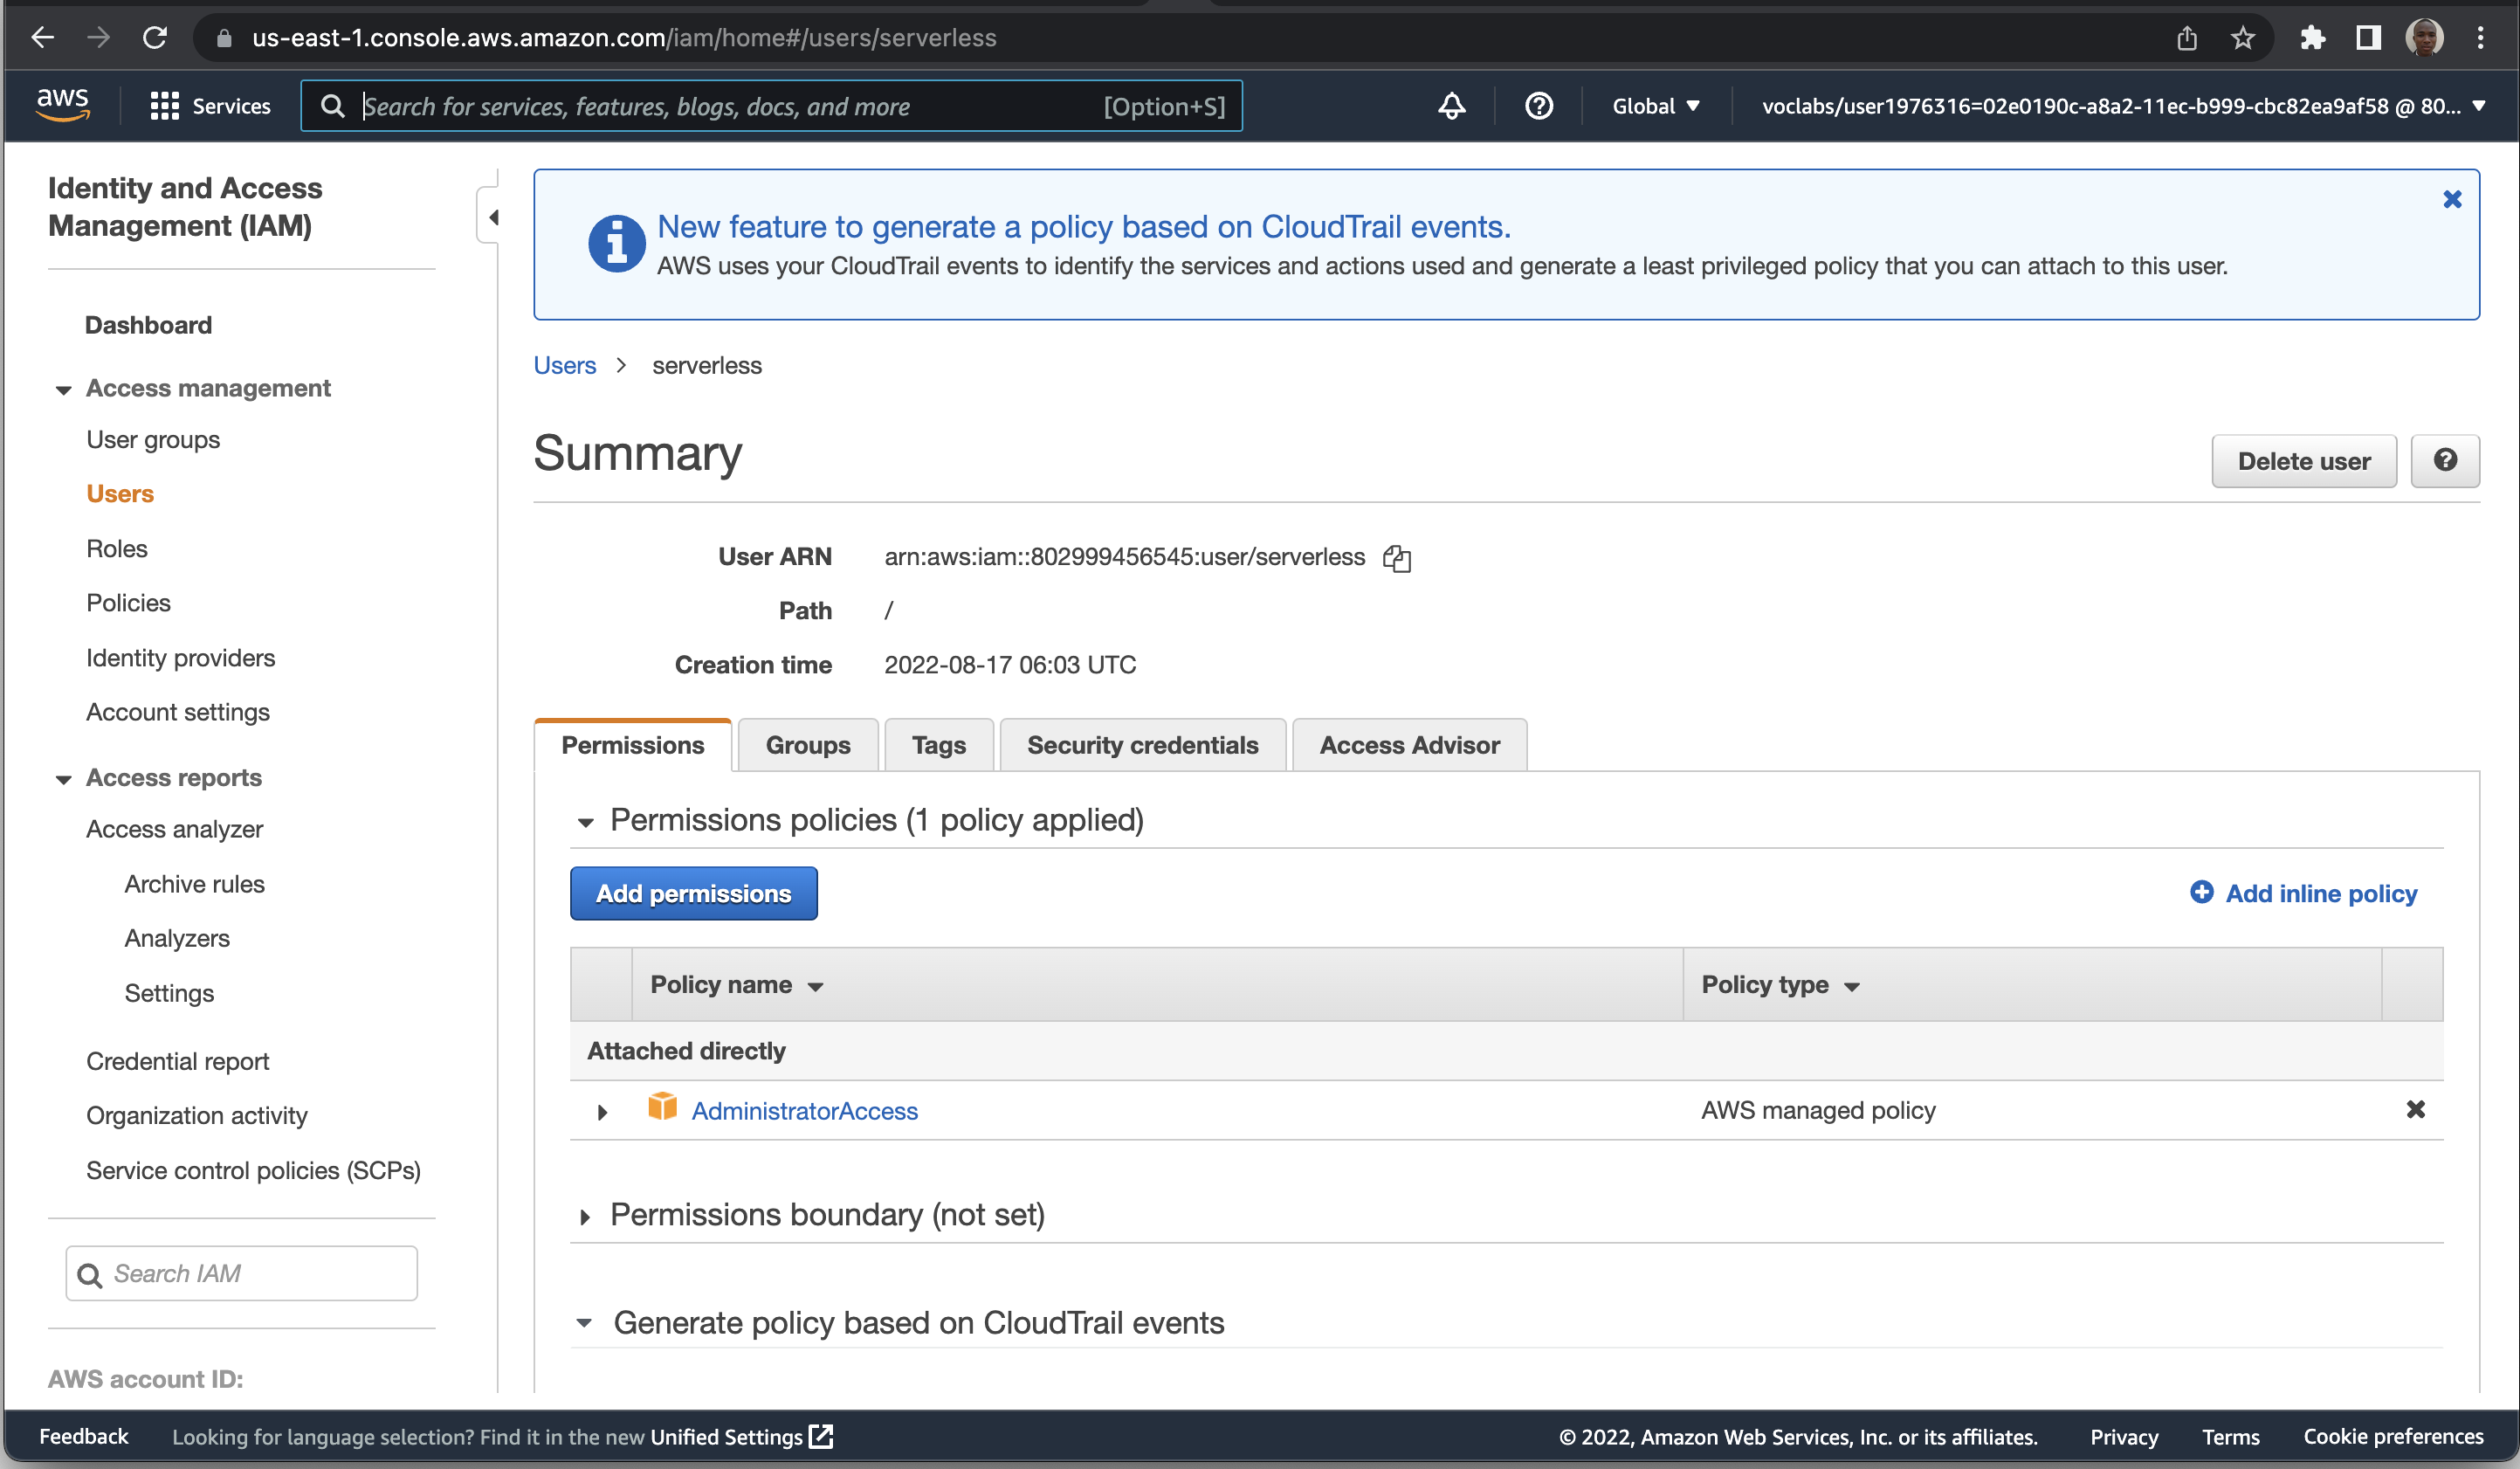 us-east-1.console.aws.amazon.com/iam/home#/users/serverless
aws
Services
Search for services, features, blogs, docs, and more
[Option+S]
Global
voclabs/user1976316=02e0190c-a8a2-11ec-b999-cbc82ea9af58 @ 80...
Identity and Access
Management (IAM)
Dashboard
Access management
User groups
Users
Roles
Policies
Identity providers
Account settings
Access reports
Access analyzer
Archive rules
Analyzers
Settings
Credential report
Organization activity
Service control policies (SCPs)
Search IAM
AWS account ID:
New feature to generate a policy based on CloudTrail events.
AWS uses your CloudTrail events to identify the services and actions used and generate a least privileged policy that you can attach to this user.
Users > serverless
Summary
Delete user
User ARN arn:aws:iam::802999456545:user/serverless
Path /
Creation time 2022-08-17 06:03 UTC
Permissions
Groups
Tags
Security credentials
Access Advisor
Permissions policies (1 policy applied)
Add permissions
Add inline policy
Policy name
Policy type
Attached directly
AdministratorAccess
AWS managed policy
Permissions boundary (not set)
Generate policy based on CloudTrail events
Feedback
Looking for language selection? Find it in the new Unified Settings
© 2022, Amazon Web Services, Inc. or its affiliates.
Privacy
Terms
Cookie preferences